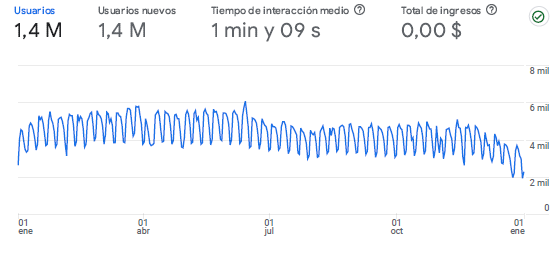 Usuarios
1,4 M
Usuarios nuevos
1,4 M
Tiempo de interacción medio
1 min y 09 s
Total de ingresos
0,00 $
8 mil
6 mil
4 mil
2 mil
0
01
ene
01
abr
01
jul
01
oct
01
ene